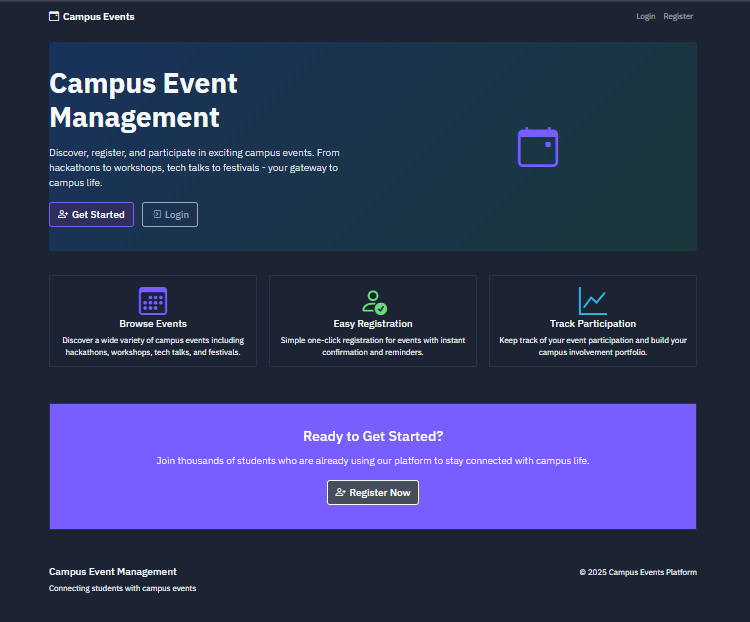 Campus Events
Login Register
Campus Event
Management
Discover, register, and participate in exciting campus events. From
hackathons to workshops, tech talks to festivals - your gateway to
campus life.
Get Started Login
Browse Events
Discover a wide variety of campus events including
hackathons, workshops, tech talks, and festivals.
Easy Registration
Simple one-click registration for events with instant
confirmation and reminders.
Track Participation
Keep track of your event participation and build your
campus involvement portfolio.
Ready to Get Started?
Join thousands of students who are already using our platform to stay connected with campus life.
Register Now
Campus Event Management
Connecting students with campus events
© 2025 Campus Events Platform